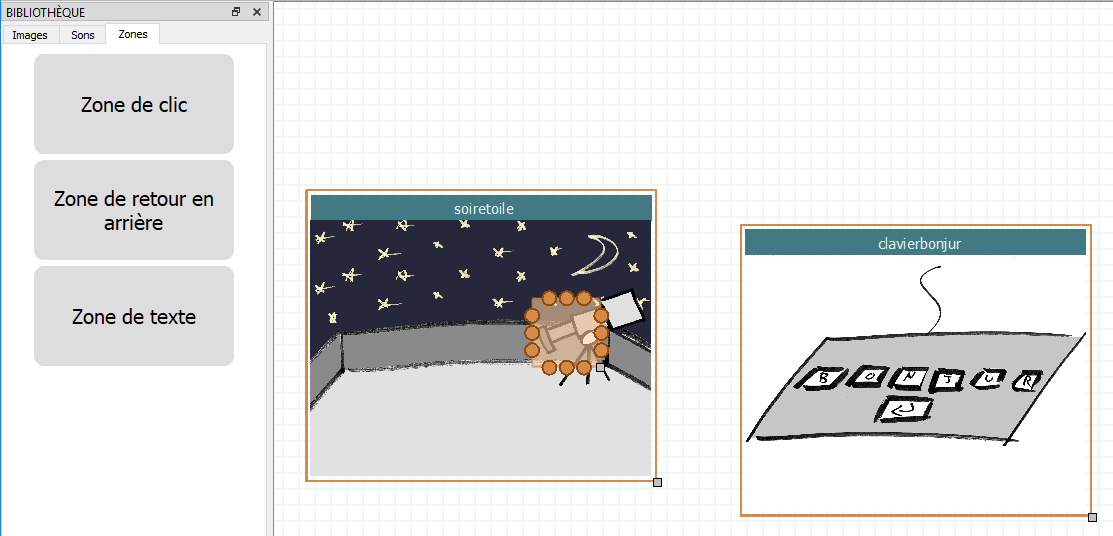 BIBLIOTHÈQUE
Images Sons Zones
Zone de clic
Zone de retour en
arrière
Zone de texte
soiretoile
clavierbonjur
B O N J U R